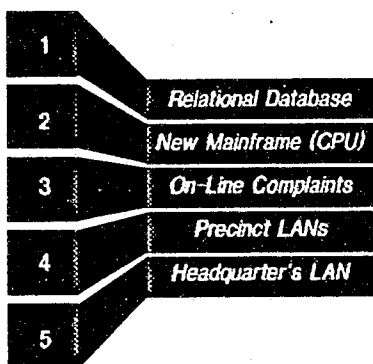 1
Relational Database
2
New Mainframe (CPU)
3
On-Line Complaints
4
Precinct LANs
5
Headquarter's LAN